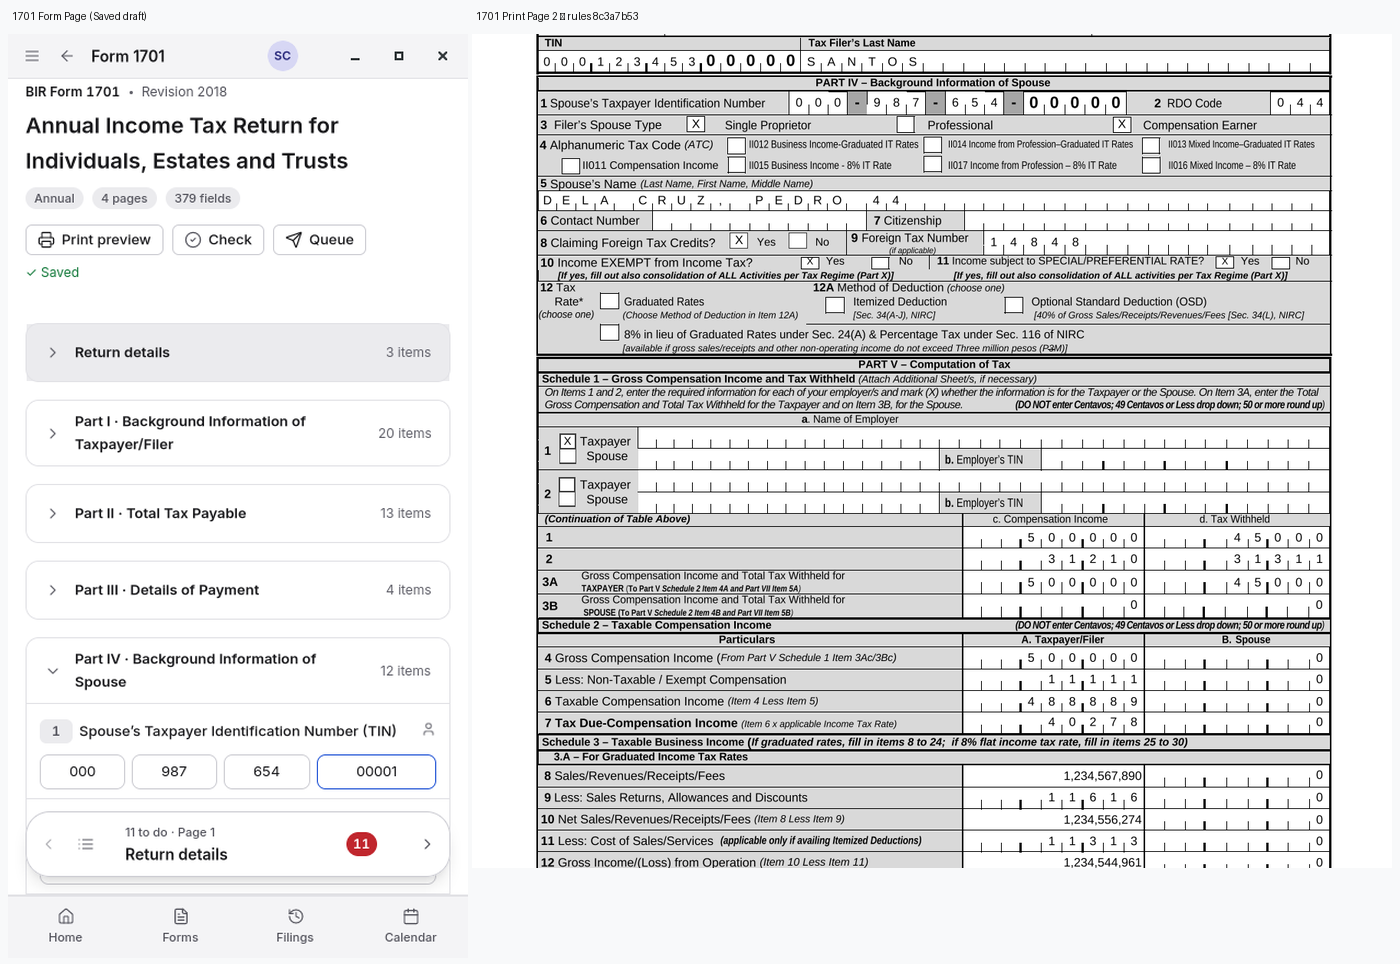 1701 Form Page (Saved draft)
Form 1701
SC
BIR Form 1701 • Revision 2018
Annual Income Tax Return for
Individuals, Estates and Trusts
Annual
4 pages
379 fields
Print preview
Check
Queue
✓ Saved
Return details
3 items
Part I · Background Information of
Taxpayer/Filer
20 items
Part II · Total Tax Payable
13 items
Part III · Details of Payment
4 items
Part IV · Background Information of
Spouse
12 items
1 Spouse’s Taxpayer Identification Number (TIN)
000 987 654 00001
11 to do · Page 1
Return details
11
Home
Forms
Filings
Calendar
1701 Print Page 2 rules8c3a7b53
TIN
Tax Filer’s Last Name
0 0 0 1 2 3 4 5 3 0 0 0 0 0 S A N T O S
PART IV – Background Information of Spouse
1 Spouse’s Taxpayer Identification Number 0 0 0 - 9 8 7 - 6 5 4 - 0 0 0 0 0 2 RDO Code 0 4 4
3 Filer’s Spouse Type X Single Proprietor Professional X Compensation Earner
4 Alphanumeric Tax Code (ATC) II012 Business Income-Graduated IT Rates II014 Income from Profession–Graduated IT Rates II013 Mixed Income–Graduated IT Rates
II011 Compensation Income II015 Business Income - 8% IT Rate II017 Income from Profession – 8% IT Rate II016 Mixed Income – 8% IT Rate
5 Spouse’s Name (Last Name, First Name, Middle Name)
D E L A C R U Z , P E D R O 4 4
6 Contact Number 7 Citizenship
8 Claiming Foreign Tax Credits? X Yes No 9 Foreign Tax Number (if applicable) 1 4 8 4 8
10 Income EXEMPT from Income Tax? X Yes No 11 Income subject to SPECIAL/PREFERENTIAL RATE? X Yes No
[If yes, fill out also consolidation of ALL Activities per Tax Regime (Part X)] [If yes, fill out also consolidation of ALL activities per Tax Regime (Part X)]
12 Tax Rate* (choose one)
12A Method of Deduction (choose one)
Graduated Rates Itemized Deduction Optional Standard Deduction (OSD)
(Choose Method of Deduction in Item 12A) [Sec. 34(A-J), NIRC] [40% of Gross Sales/Receipts/Revenues/Fees [Sec. 34(L), NIRC]
8% in lieu of Graduated Rates under Sec. 24(A) & Percentage Tax under Sec. 116 of NIRC
[available if gross sales/receipts and other non-operating income do not exceed Three million pesos (P3M)]
PART V – Computation of Tax
Schedule 1 – Gross Compensation Income and Tax Withheld (Attach Additional Sheet/s, if necessary)
On Items 1 and 2, enter the required information for each of your employer/s and mark (X) whether the information is for the Taxpayer or the Spouse. On Item 3A, enter the Total
Gross Compensation and Total Tax Withheld for the Taxpayer and on Item 3B, for the Spouse. (DO NOT enter Centavos; 49 Centavos or Less drop down; 50 or more round up)
a. Name of Employer
1 X Taxpayer
Spouse b. Employer’s TIN
2 Taxpayer
Spouse b. Employer’s TIN
(Continuation of Table Above) c. Compensation Income d. Tax Withheld
1 5 0 0 0 0 0 4 5 0 0 0
2 3 1 2 1 0 3 1 3 1 1
3A Gross Compensation Income and Total Tax Withheld for
TAXPAYER (To Part V Schedule 2 Item 4A and Part VII Item 5A) 5 0 0 0 0 0 4 5 0 0 0
3B Gross Compensation Income and Total Tax Withheld for
SPOUSE (To Part V Schedule 2 Item 4B and Part VII Item 5B) 0 0
Schedule 2 – Taxable Compensation Income (DO NOT enter Centavos; 49 Centavos or Less drop down; 50 or more round up)
Particulars A. Taxpayer/Filer B. Spouse
4 Gross Compensation Income (From Part V Schedule 1 Item 3Ac/3Bc) 5 0 0 0 0 0 0
5 Less: Non-Taxable / Exempt Compensation 1 1 1 1 1 0
6 Taxable Compensation Income (Item 4 Less Item 5) 4 8 8 8 8 9 0
7 Tax Due-Compensation Income (Item 6 x applicable Income Tax Rate) 4 0 2 7 8 0
Schedule 3 – Taxable Business Income (If graduated rates, fill in items 8 to 24; if 8% flat income tax rate, fill in items 25 to 30)
3.A – For Graduated Income Tax Rates
8 Sales/Revenues/Receipts/Fees 1,234,567,890 0
9 Less: Sales Returns, Allowances and Discounts 1 1 6 1 6 0
10 Net Sales/Revenues/Receipts/Fees (Item 8 Less Item 9) 1,234,556,274 0
11 Less: Cost of Sales/Services (applicable only if availing Itemized Deductions) 1 1 3 1 3 0
12 Gross Income/(Loss) from Operation (Item 10 Less Item 11) 1,234,544,961 0